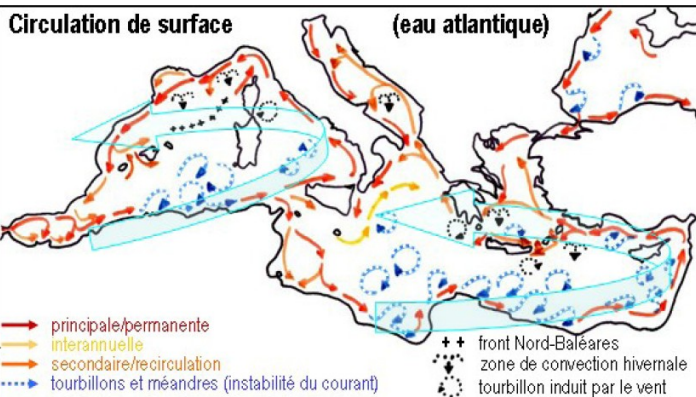 Circulation de surface (eau atlantique)
principale/permanente
interannuelle
secondaire/recirculation
tourbillons et méandres (instabilité du courant)
front Nord-Baléares
zone de convection hivernale
tourbillon induit par le vent